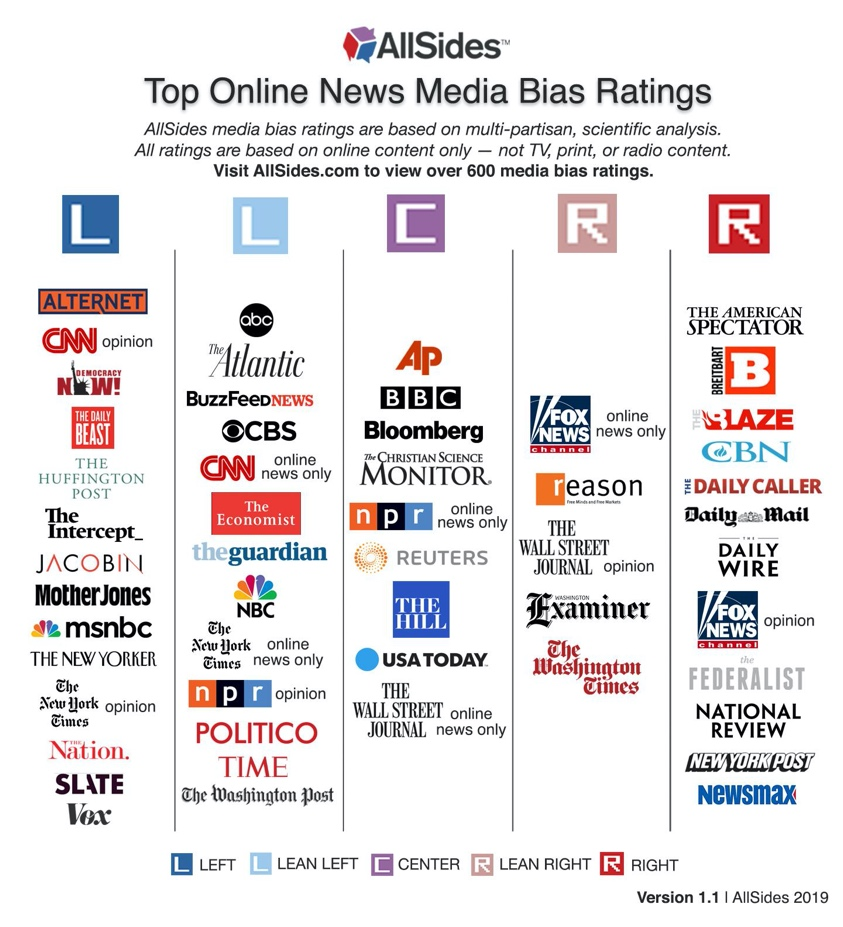 AllSides™
Top Online News Media Bias Ratings
AllSides media bias ratings are based on multi-partisan, scientific analysis.
All ratings are based on online content only — not TV, print, or radio content.
Visit AllSides.com to view over 600 media bias ratings.
L
L
C
R
R
ALTERNET
CNN opinion
DEMOCRACY
NOW!
THE DAILY
BEAST
THE
HUFFINGTON
POST
The
Intercept_
JACOBIN
Mother Jones
msnbc
THE NEW YORKER
The
New York
Times opinion
THE
Nation.
SLATE
Vox
abc
The
Atlantic
BuzzFeed NEWS
CBS
CNN online
news only
The
Economist
theguardian
NBC
The
New York
Times online
news only
npr opinion
POLITICO
TIME
The Washington Post
AP
BBC
Bloomberg
The CHRISTIAN SCIENCE
MONITOR®
npr online
news only
REUTERS
THE
HILL
USA TODAY
THE
WALL STREET
JOURNAL online
news only
FOX
NEWS
channel
online
news only
reason
Free Minds and Free Markets
THE
WALL STREET
JOURNAL opinion
WASHINGTON
Examiner
The
Washington
Times
THE AMERICAN
SPECTATOR
BREITBART
B
THE BLAZE
CBN
THE DAILY CALLER
Daily Mail
THE
DAILY
WIRE
FOX
NEWS
channel
opinion
the
FEDERALIST
NATIONAL
REVIEW
NEW YORK POST
Newsmax
L LEFT L LEAN LEFT C CENTER R LEAN RIGHT R RIGHT
Version 1.1 | AllSides 2019